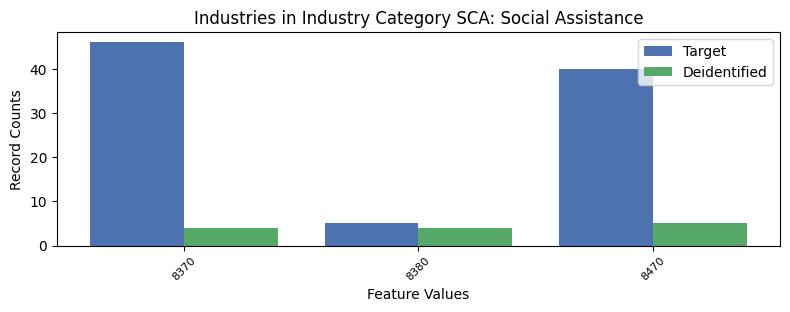 Industries in Industry Category SCA: Social Assistance
Target
Deidentified
Record Counts
40
30
20
10
0
8370
8380
8470
Feature Values